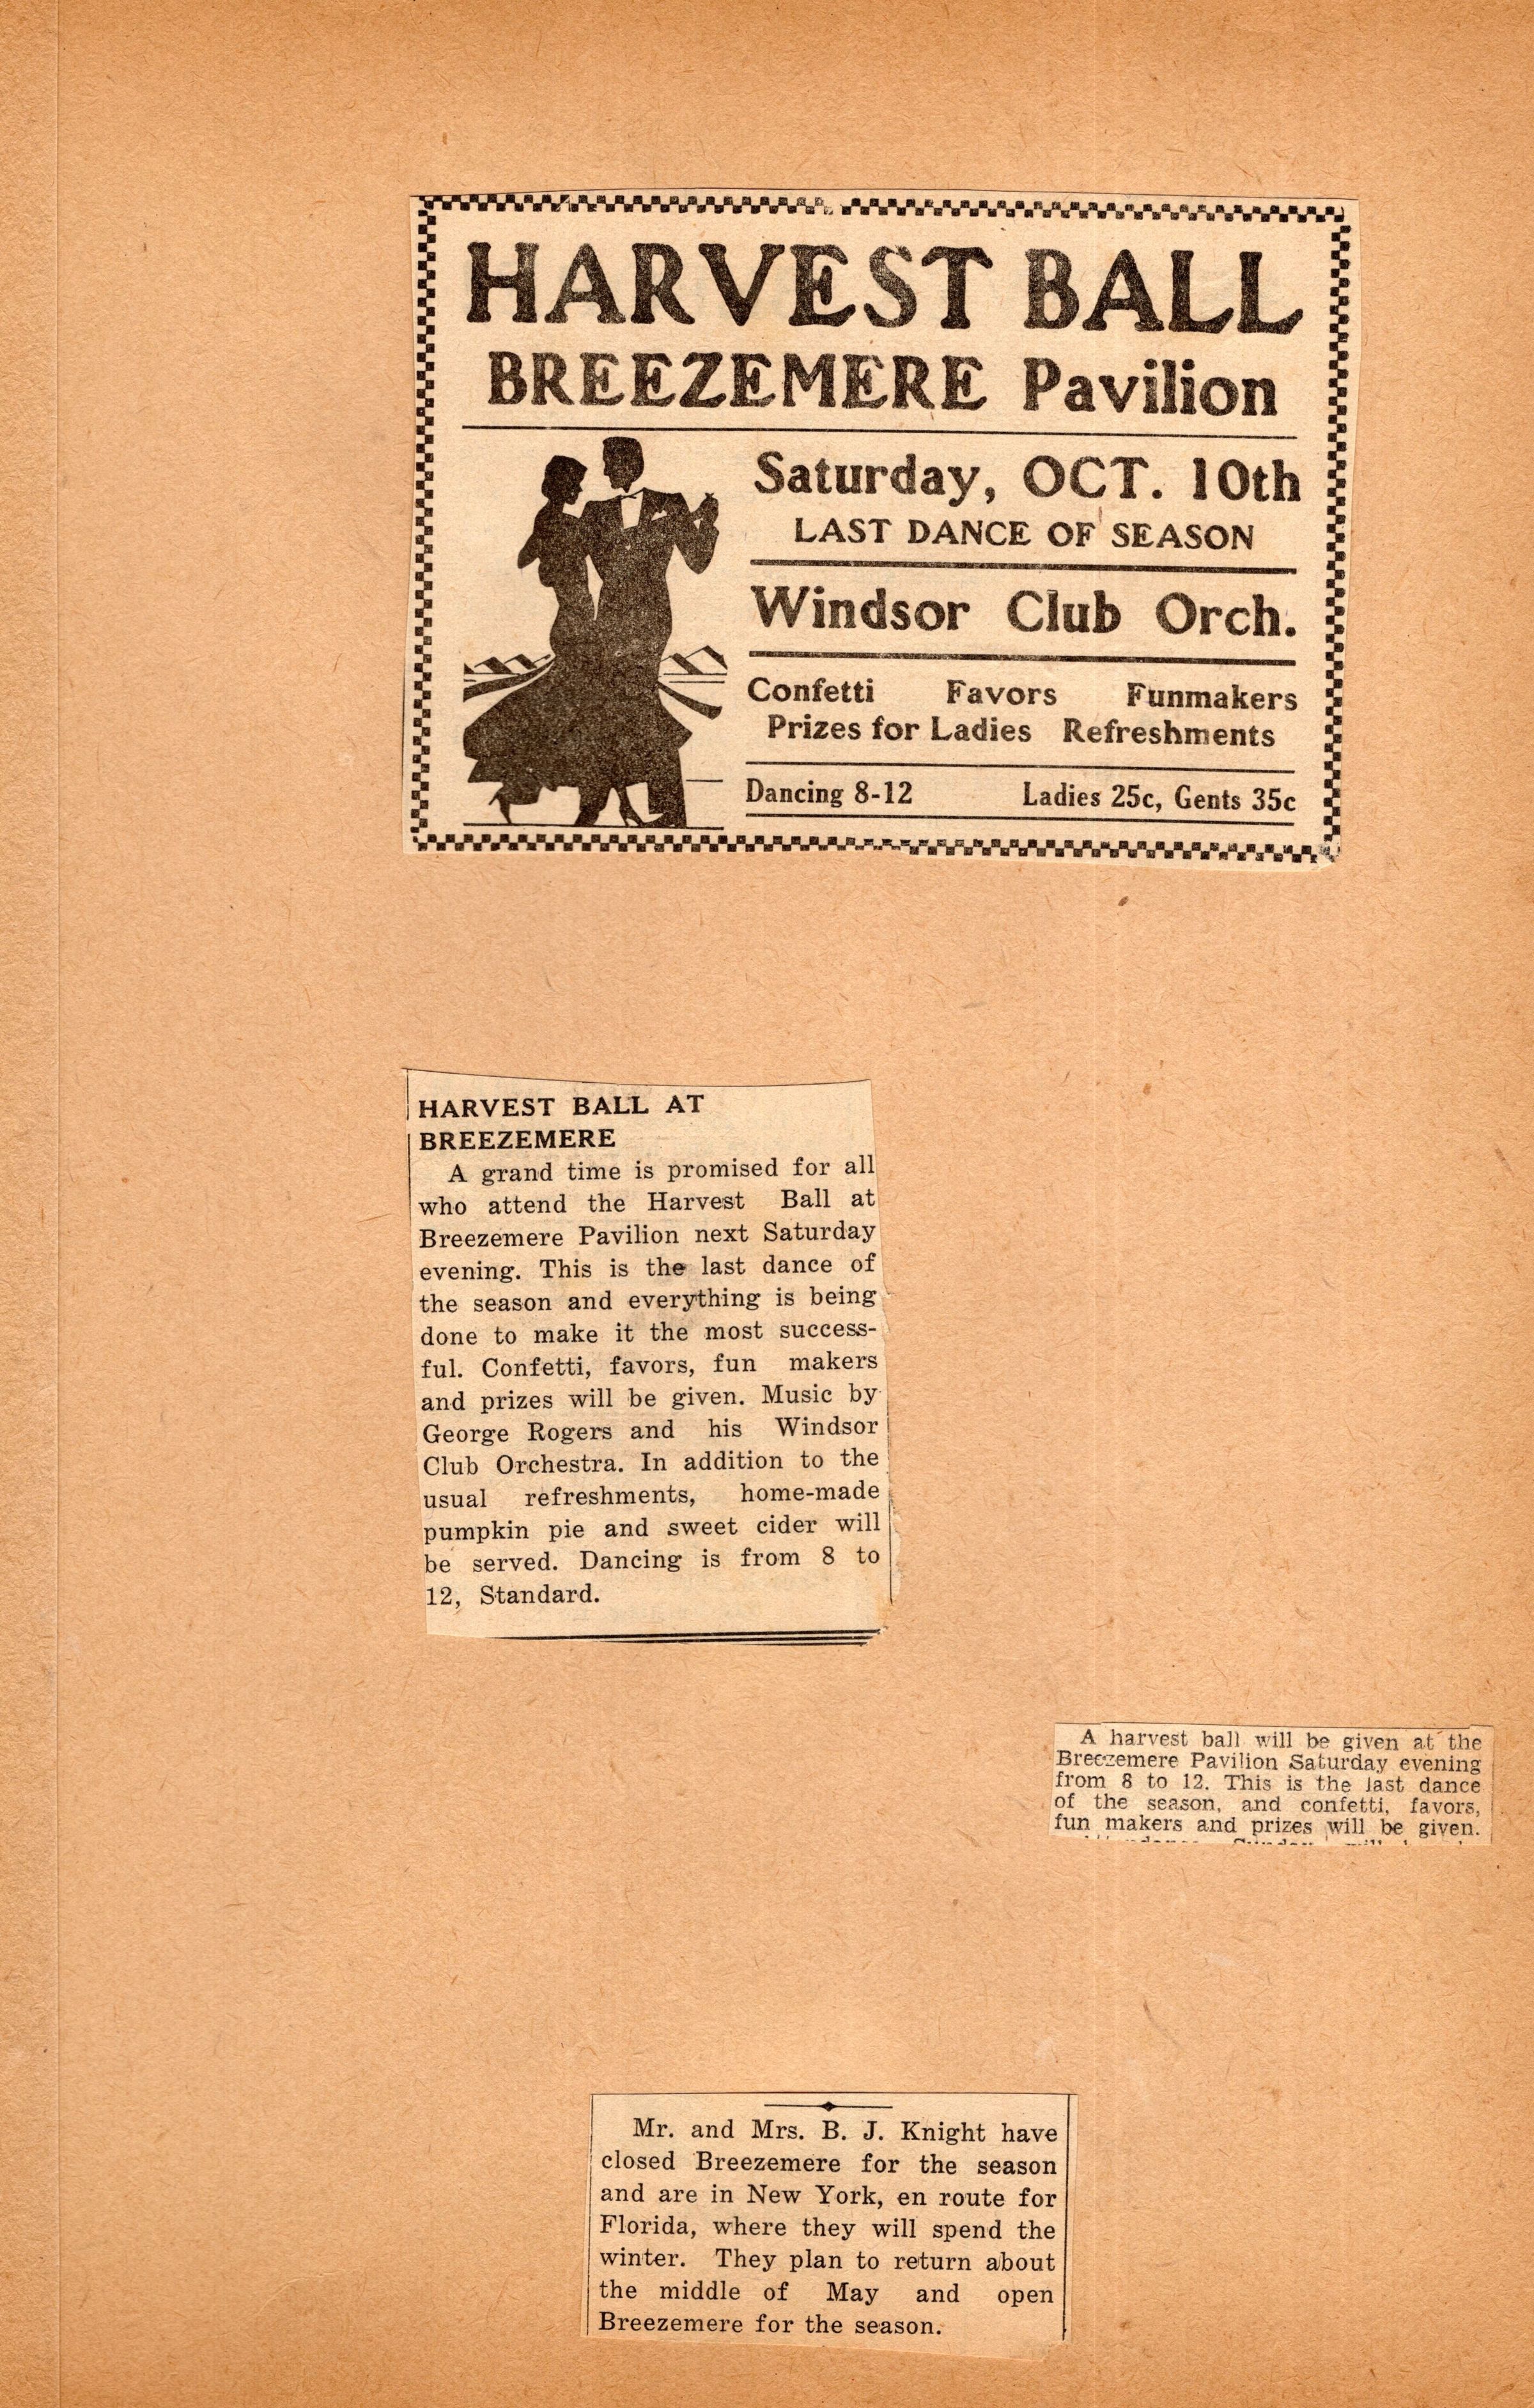 HARVEST BALL
BREEZEMERE Pavilion
Saturday, OCT. 10th
LAST DANCE OF SEASON
Windsor Club Orch.
Confetti Favors Funmakers
Prizes for Ladies Refreshments
Dancing 8-12 Ladies 25c, Gents 35c
HARVEST BALL AT
BREEZEMERE
A grand time is promised for all
who attend the Harvest Ball at
Breezemere Pavilion next Saturday
evening. This is the last dance of
the season and everything is being
done to make it the most success-
ful. Confetti, favors, fun makers
and prizes will be given. Music by
George Rogers and his Windsor
Club Orchestra. In addition to the
usual refreshments, home-made
pumpkin pie and sweet cider will
be served. Dancing is from 8 to
12, Standard.
A harvest ball will be given at the
Breezemere Pavilion Saturday evening
from 8 to 12. This is the last dance
of the season, and confetti, favors,
fun makers and prizes will be given.
Mr. and Mrs. B. J. Knight have
closed Breezemere for the season
and are in New York, en route for
Florida, where they will spend the
winter. They plan to return about
the middle of May and open
Breezemere for the season.